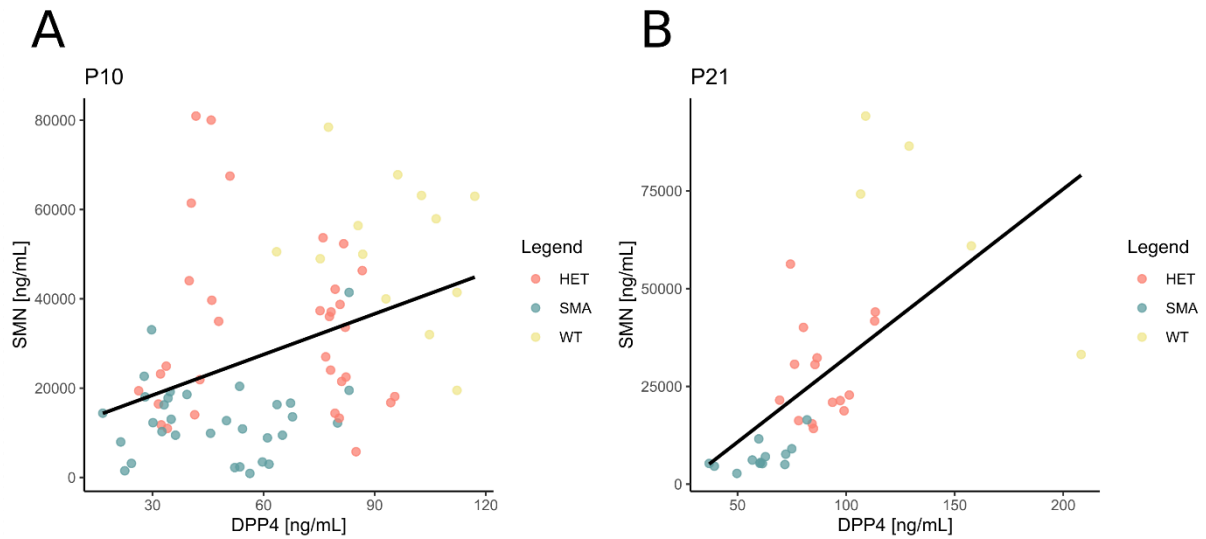 A
P10
SMN [ng/mL]
80000
60000
40000
20000
0
30
60
90
120
DPP4 [ng/mL]
Legend
HET
SMA
WT
B
P21
SMN [ng/mL]
75000
50000
25000
0
50
100
150
200
DPP4 [ng/mL]
Legend
HET
SMA
WT